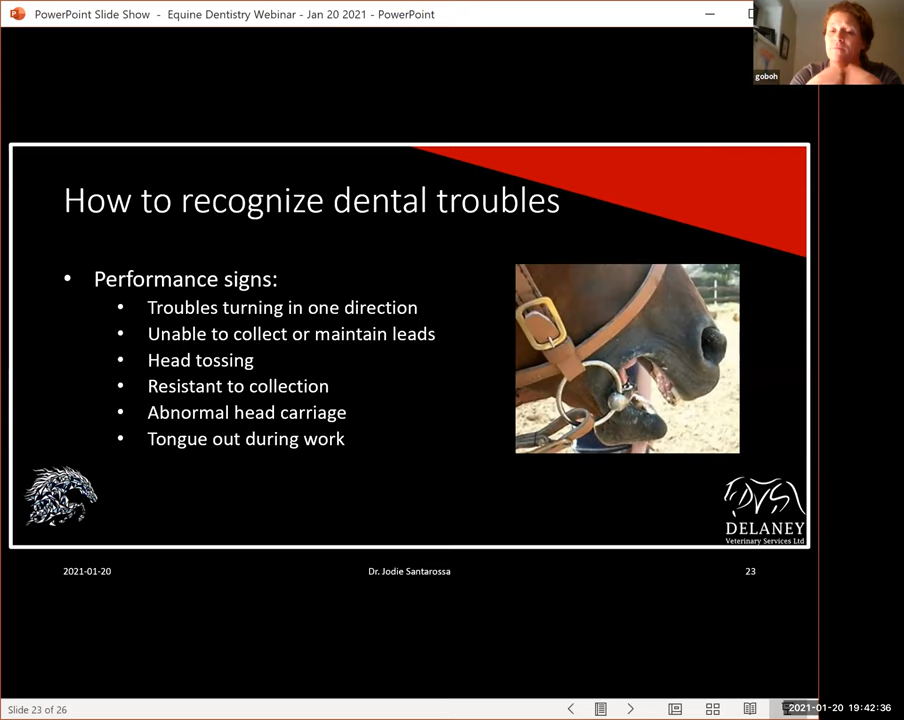 PowerPoint Slide Show - Equine Dentistry Webinar - Jan 20 2021 - PowerPoint
goboh
How to recognize dental troubles
• Performance signs:
• Troubles turning in one direction
• Unable to collect or maintain leads
• Head tossing
• Resistant to collection
• Abnormal head carriage
• Tongue out during work
DVS
DELANEY
Veterinary Services Ltd
2021-01-20
Dr. Jodie Santarossa
23
Slide 23 of 26
2021-01-20 19:42:36